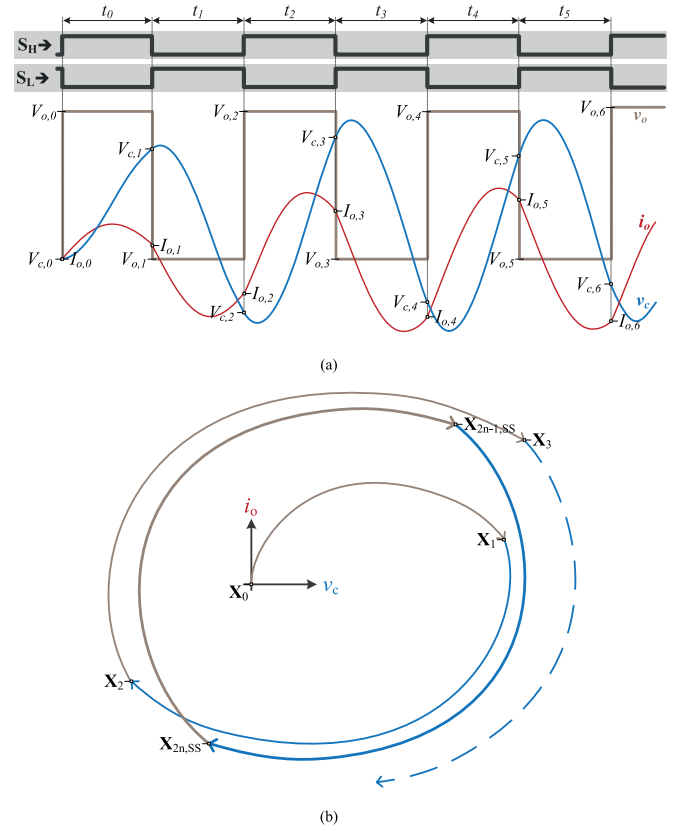 t0 t1 t2 t3 t4 t5
SH→
SL→
Vo,0 Vo,2 Vo,4 Vo,6
vo
Vc,1 Vc,3 Vc,5
Io,3 Io,5
io
Io,1
Vc,0 Io,0 Vo,1 Vo,3 Vo,5
Io,2 Vc,4 Vc,6
vc
Vc,2 Io,4 Io,6
(a)
X2n-1,SS
X3
io
X1
X0 vc
X2
X2n,SS
(b)